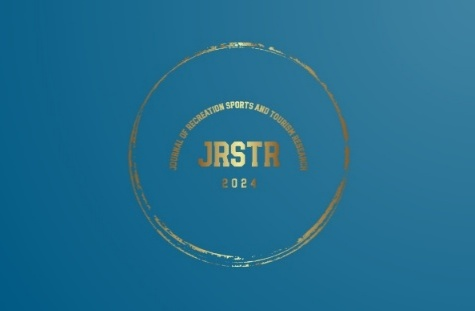 JOURNAL OF RECREATION SPORTS AND TOURISM RESEARCH
JRSTR
2024